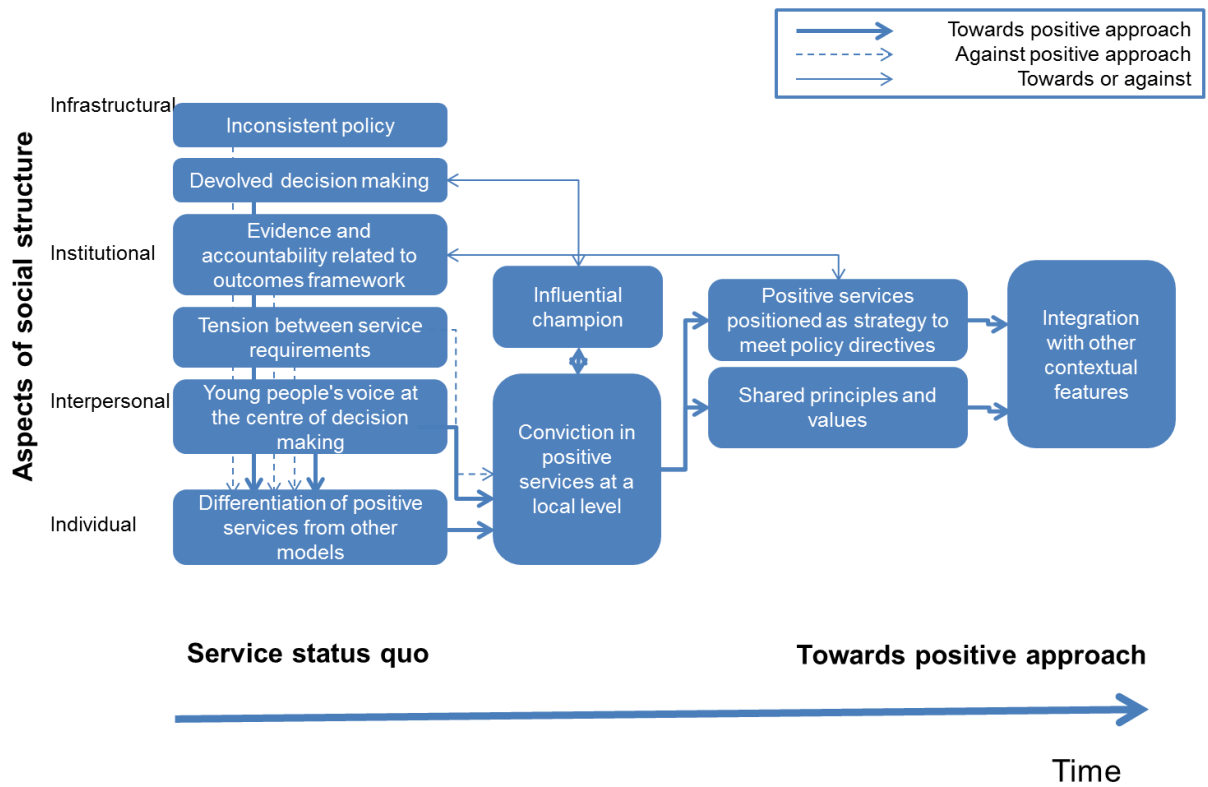 Towards positive approach
Against positive approach
Towards or against
Aspects of social structure
Infrastructural
Institutional
Interpersonal
Individual
Inconsistent policy
Devolved decision making
Evidence and
accountability related to
outcomes framework
Tension between service
requirements
Young people's voice at
the centre of decision
making
Differentiation of positive
services from other
models
Influential
champion
Conviction in
positive
services at a
local level
Positive services
positioned as strategy to
meet policy directives
Shared principles and
values
Integration
with other
contextual
features
Service status quo
Towards positive approach
Time